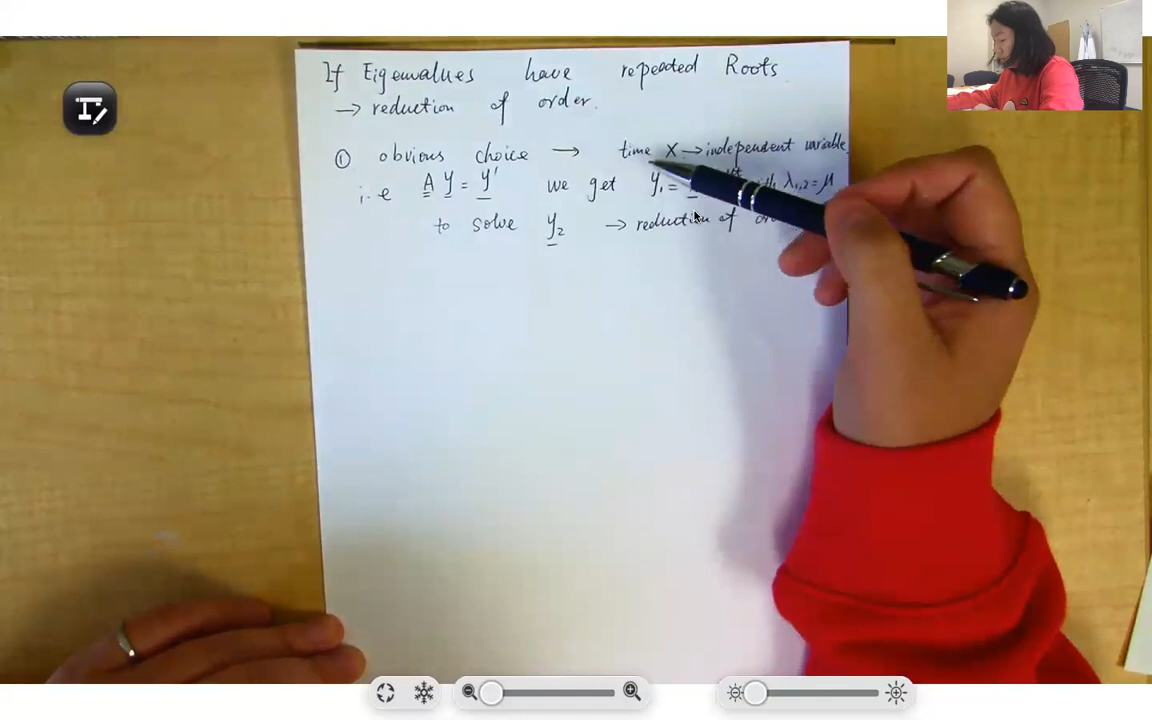 If Eigenvalues have repeated Roots
→ reduction of order.
① obvious choice → time x → independent variable.
i.e A y = y' we get y₁ = λ₁,₂ = μ
to solve y₂ → reduction of